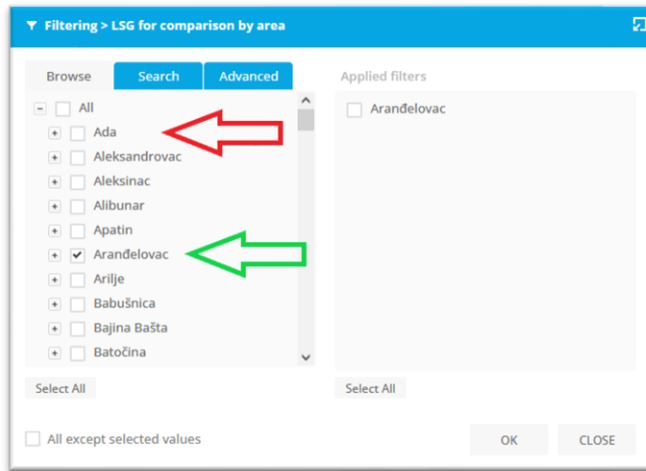 Filtering > LSG for comparison by area
Browse
Search
Advanced
All
Ada
Aleksandrovac
Aleksinac
Alibunar
Apatin
Aranđelovac
Arilje
Babušnica
Bajina Bašta
Batočina
Select All
All except selected values
Applied filters
Aranđelovac
Select All
OK
CLOSE